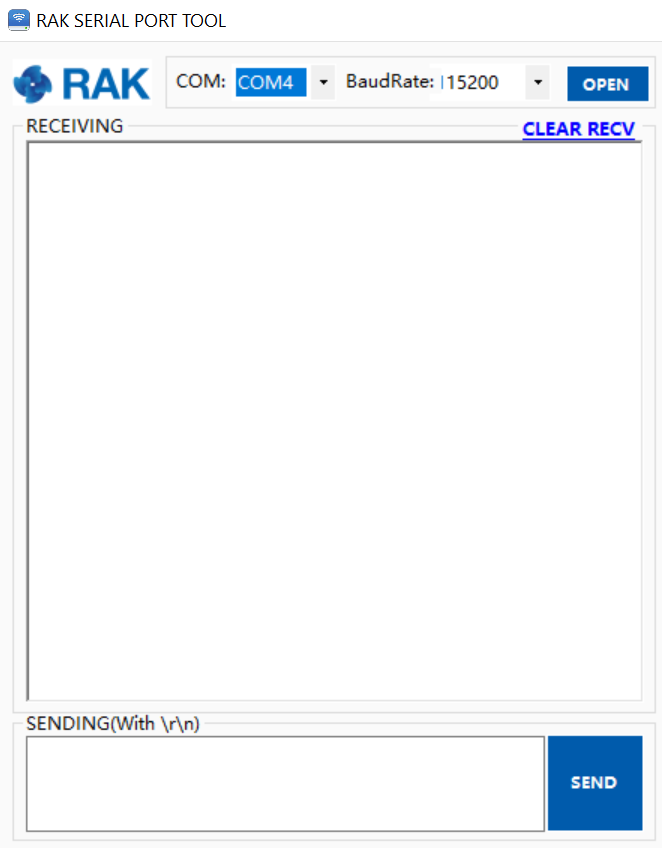 RAK SERIAL PORT TOOL
RAK COM: COM4 BaudRate: 115200 OPEN
RECEIVING CLEAR RECV
SENDING(With \r\n)
SEND